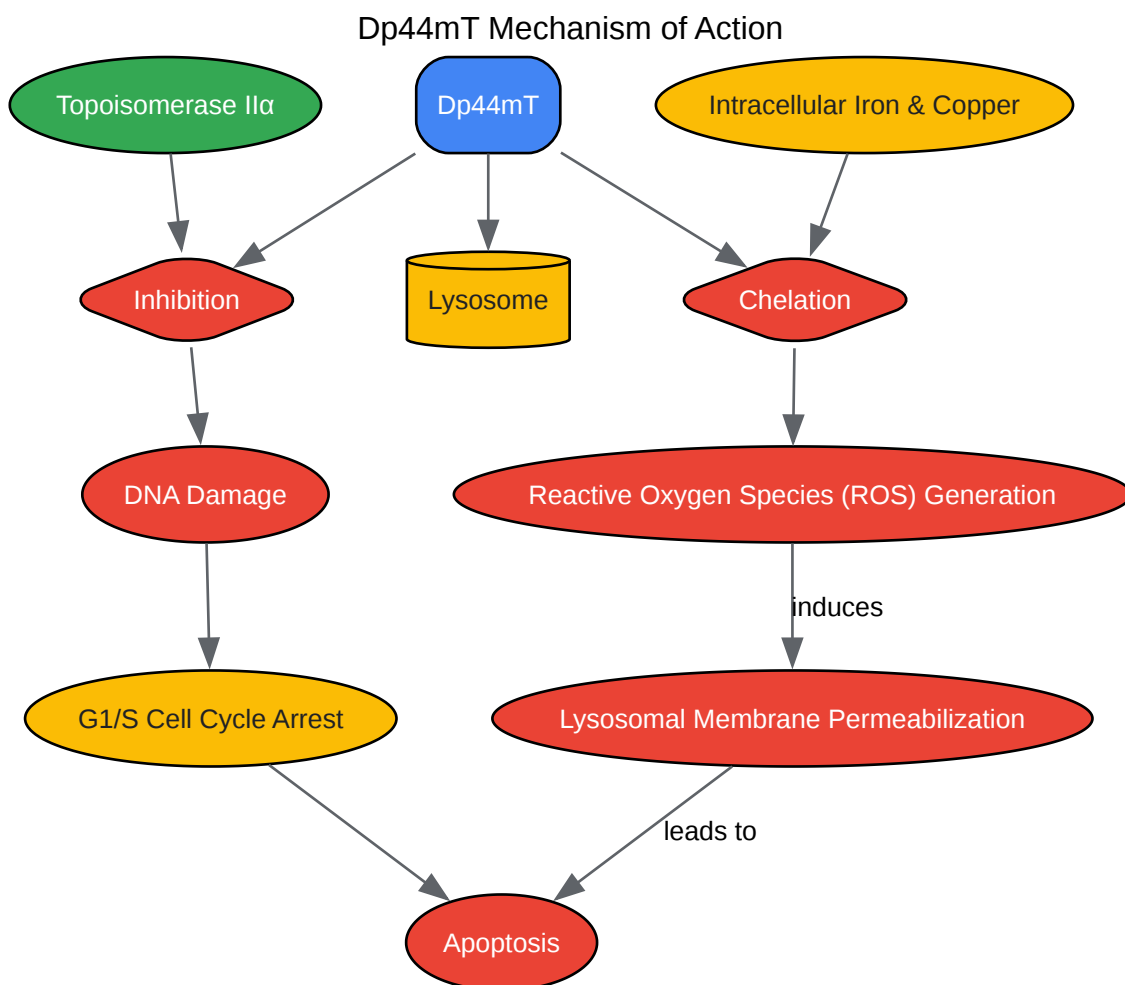 Dp44mT Mechanism of Action
Topoisomerase IIα
Dp44mT
Intracellular Iron & Copper
Inhibition
Lysosome
Chelation
DNA Damage
Reactive Oxygen Species (ROS) Generation
induces
G1/S Cell Cycle Arrest
Lysosomal Membrane Permeabilization
leads to
Apoptosis